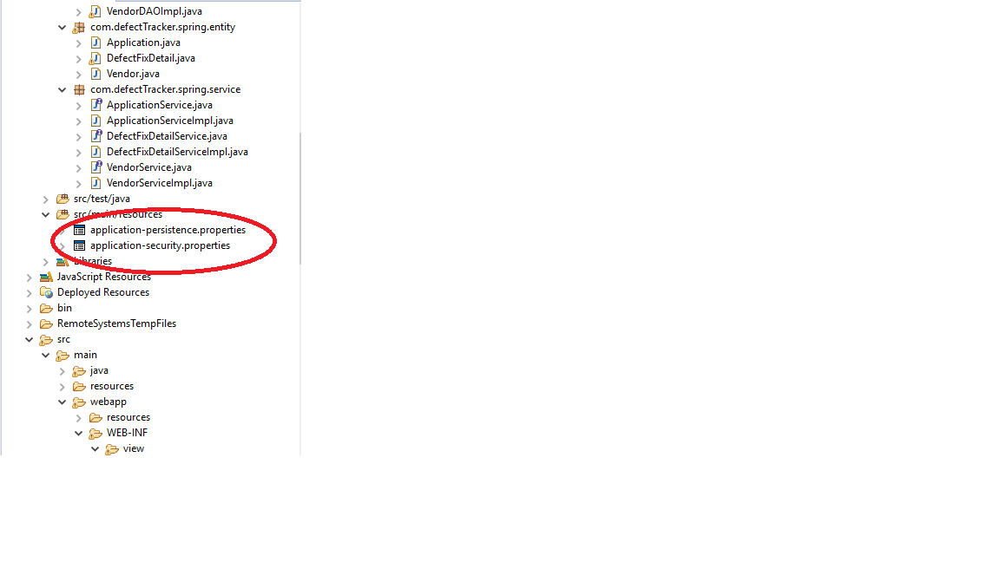 VendorDAOImpl.java
com.defectTracker.spring.entity
Application.java
DefectFixDetail.java
Vendor.java
com.defectTracker.spring.service
ApplicationService.java
ApplicationServiceImpl.java
DefectFixDetailService.java
DefectFixDetailServiceImpl.java
VendorService.java
VendorServiceImpl.java
src/test/java
src/main/resources
application-persistence.properties
application-security.properties
Libraries
JavaScript Resources
Deployed Resources
bin
RemoteSystemsTempFiles
src
main
java
resources
webapp
resources
WEB-INF
view